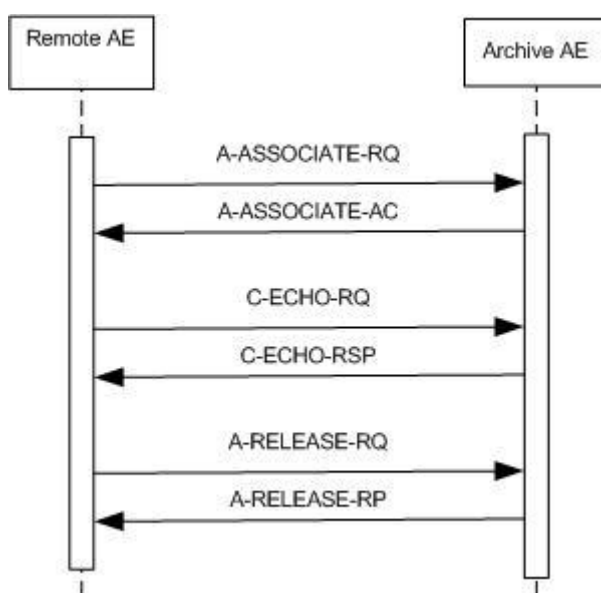 Remote AE
Archive AE
A-ASSOCIATE-RQ
A-ASSOCIATE-AC
C-ECHO-RQ
C-ECHO-RSP
A-RELEASE-RQ
A-RELEASE-RP